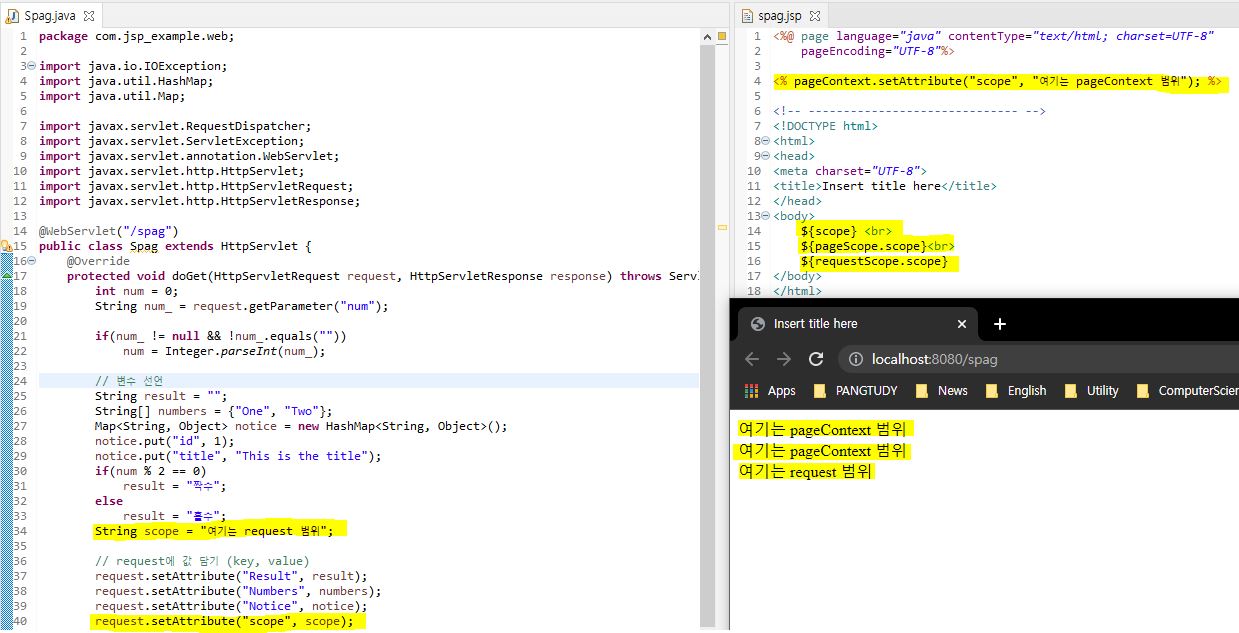 Spag.java
1 package com.jsp_example.web;
2
3 import java.io.IOException;
4 import java.util.HashMap;
5 import java.util.Map;
6
7 import javax.servlet.RequestDispatcher;
8 import javax.servlet.ServletException;
9 import javax.servlet.annotation.WebServlet;
10 import javax.servlet.http.HttpServlet;
11 import javax.servlet.http.HttpServletRequest;
12 import javax.servlet.http.HttpServletResponse;
13
14 @WebServlet("/spag")
15 public class Spag extends HttpServlet {
16 @Override
17 protected void doGet(HttpServletRequest request, HttpServletResponse response) throws Serv
18 int num = 0;
19 String num_ = request.getParameter("num");
20
21 if(num_ != null && !num_.equals(""))
22 num = Integer.parseInt(num_);
23
24 // 변수 선언
25 String result = "";
26 String[] numbers = {"One", "Two"};
27 Map<String, Object> notice = new HashMap<String, Object>();
28 notice.put("id", 1);
29 notice.put("title", "This is the title");
30 if(num % 2 == 0)
31 result = "짝수";
32 else
33 result = "홀수";
34 String scope = "여기는 request 범위";
35
36 // request에 값 담기 (key, value)
37 request.setAttribute("Result", result);
38 request.setAttribute("Numbers", numbers);
39 request.setAttribute("Notice", notice);
40 request.setAttribute("scope", scope);
spag.jsp
1 <%@ page language="java" contentType="text/html; charset=UTF-8"
2 pageEncoding="UTF-8"%>
3
4 <% pageContext.setAttribute("scope", "여기는 pageContext 범위"); %>
5
6 <!-- ------------------------------ -->
7 <!DOCTYPE html>
8 <html>
9 <head>
10 <meta charset="UTF-8">
11 <title>Insert title here</title>
12 </head>
13 <body>
14 ${scope} <br>
15 ${pageScope.scope}<br>
16 ${requestScope.scope}
17 </body>
18 </html>
Insert title here
localhost:8080/spag
Apps PANGTUDY News English Utility ComputerScien
여기는 pageContext 범위
여기는 pageContext 범위
여기는 request 범위